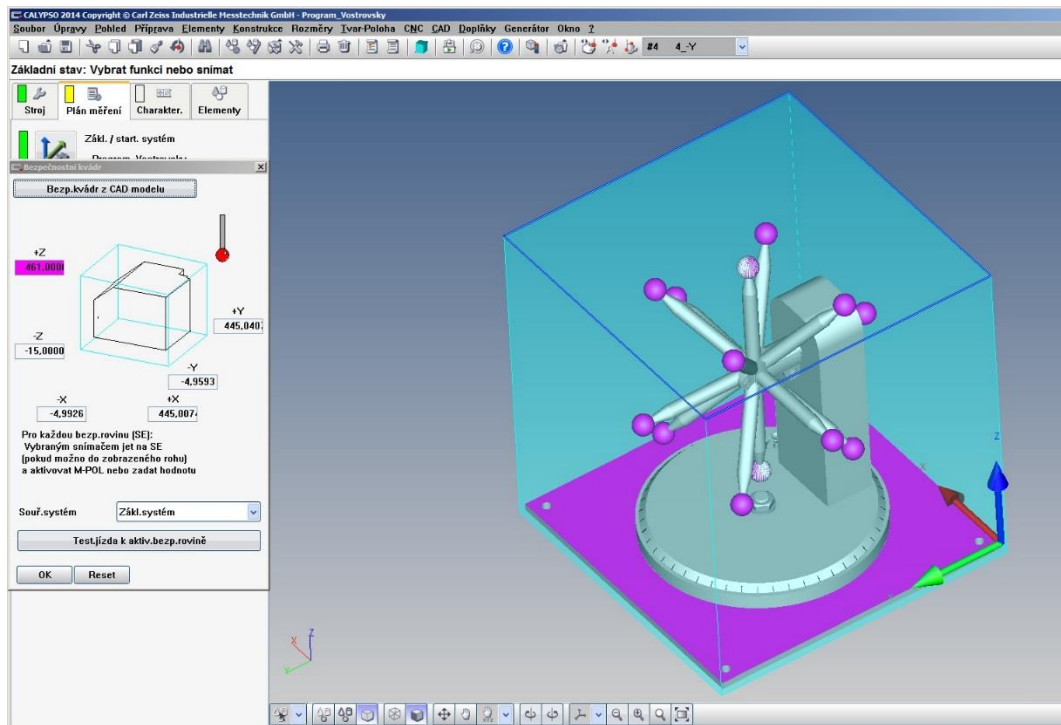 CALYPSO 2014 Copyright © Carl Zeiss Industrielle Messtechnik GmbH - Program_Vostrovsky
Soubor Úpravy Pohled Příprava Elementy Konstrukce Rozměry Tvar-Poloha CNC CAD Doplňky Generátor Okno ?
#4 4_-Y
Základní stav: Vybrat funkci nebo snímat
Stroj Plán měření Charakter. Elementy
Zákl. / start. systém
Program_Vostrovsky
Bezpečnostní kvádr
Bezp.kvádr z CAD modelu
+Z
461.000
+Y
445,040
-Z
-15,0000
-Y
-4,9593
-X +X
-4,9926 445,007
Pro každou bezp.rovinu (SE):
Vybraným snímačem jet na SE
(pokud možno do zobrazeného rohu)
a aktivovat M-POL nebo zadat hodnotu
Souř.systém Zákl.systém
Test.jízda k aktiv.bezp.rovině
OK Reset
Z
X
Y
Z
X
Y